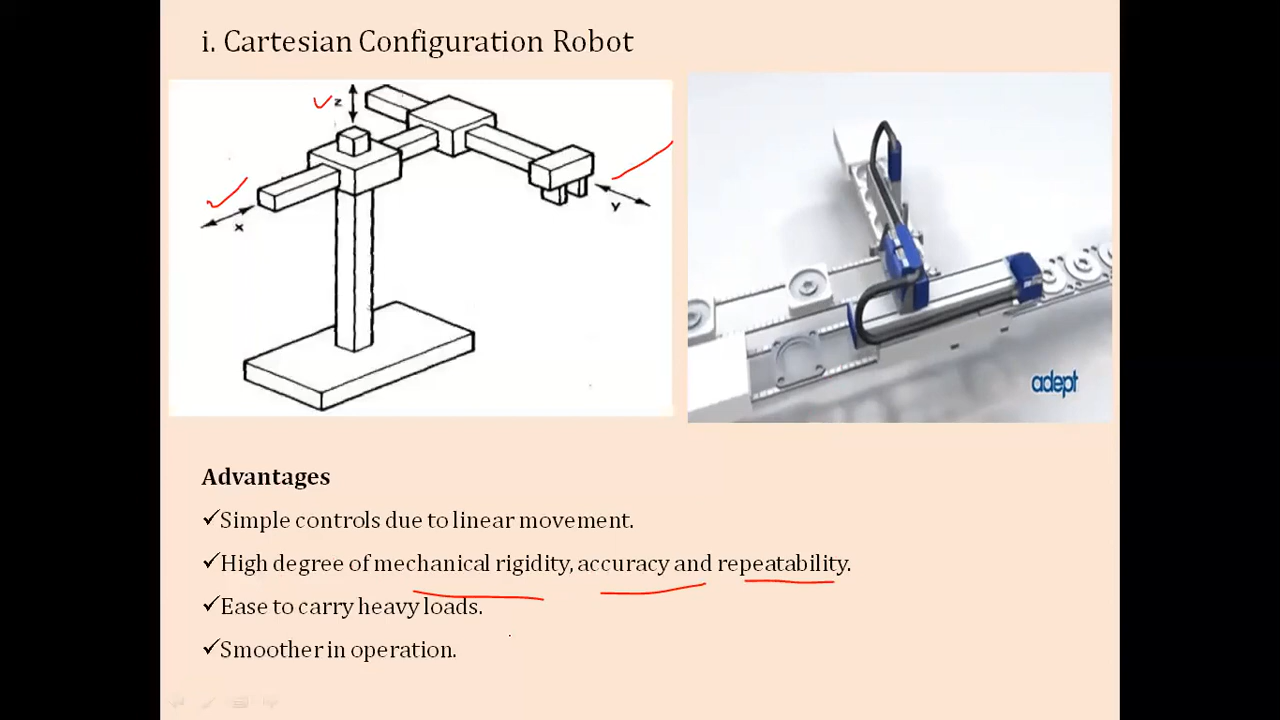 i. Cartesian Configuration Robot
z
x
Y
adept
Advantages
✓Simple controls due to linear movement.
✓High degree of mechanical rigidity, accuracy and repeatability.
✓Ease to carry heavy loads.
✓Smoother in operation.